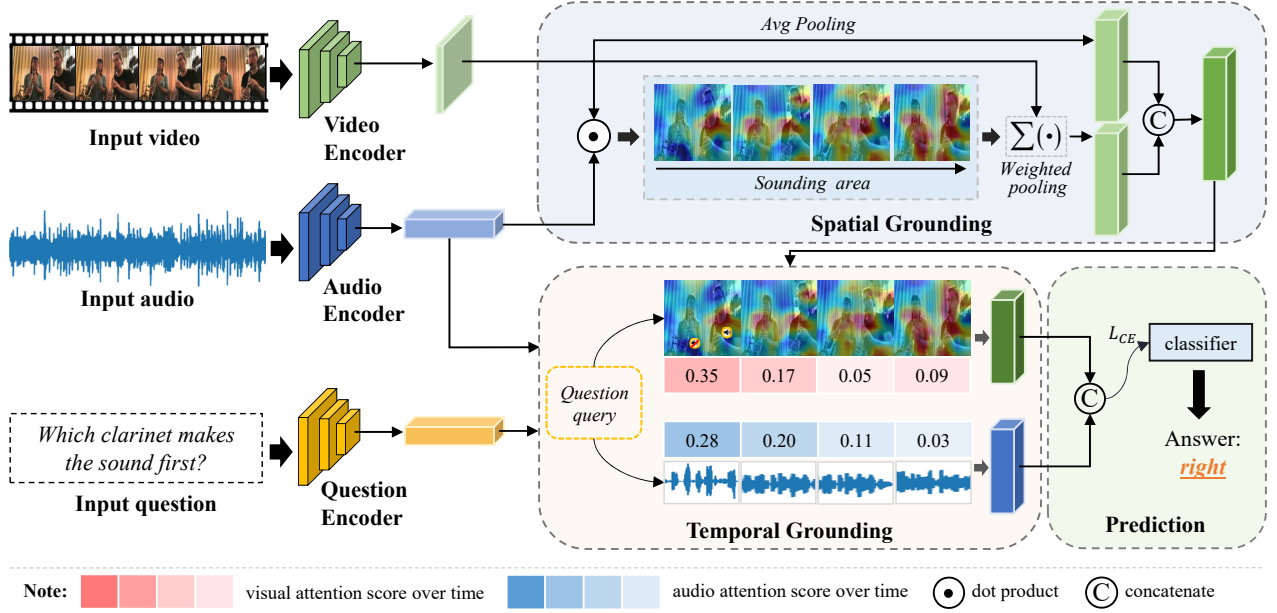 Input video
Video
Encoder
Input audio
Audio
Encoder
Which clarinet makes
the sound first?
Input question
Question
Encoder
Avg Pooling
Sounding area
∑(·)
Weighted
pooling
C
Spatial Grounding
Question
query
0.35 0.17 0.05 0.09
0.28 0.20 0.11 0.03
Temporal Grounding
C
L_CE
classifier
Answer:
right
Prediction
Note: visual attention score over time audio attention score over time dot product C concatenate